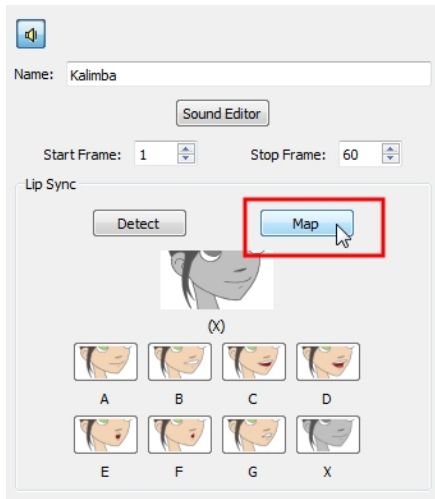 Name: Kalimba
Sound Editor
Start Frame: 1 Stop Frame: 60
Lip Sync
Detect Map
(X)
A B C D
E F G X